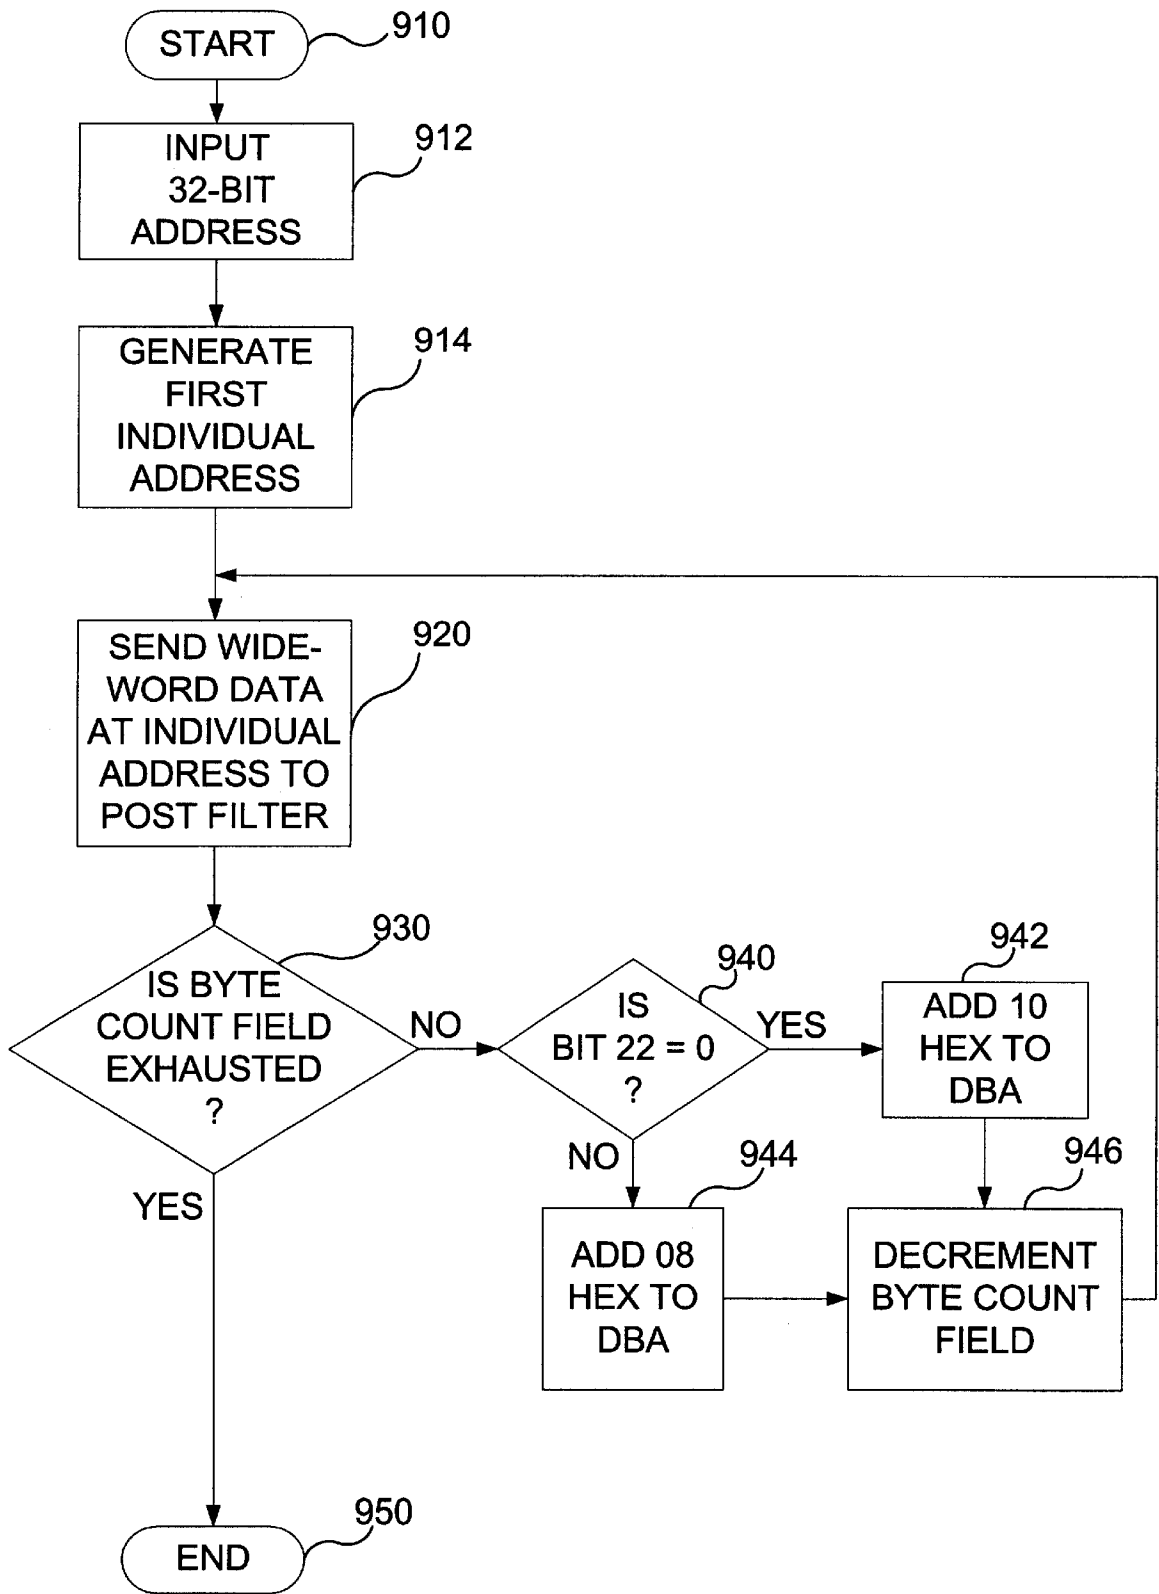 START
910
INPUT
32-BIT
ADDRESS
912
GENERATE
FIRST
INDIVIDUAL
ADDRESS
914
SEND WIDE-
WORD DATA
AT INDIVIDUAL
ADDRESS TO
POST FILTER
920
IS BYTE
COUNT FIELD
EXHAUSTED
?
930
NO
YES
IS
BIT 22 = 0
?
940
YES
NO
ADD 10
HEX TO
DBA
942
ADD 08
HEX TO
DBA
944
DECREMENT
BYTE COUNT
FIELD
946
END
950